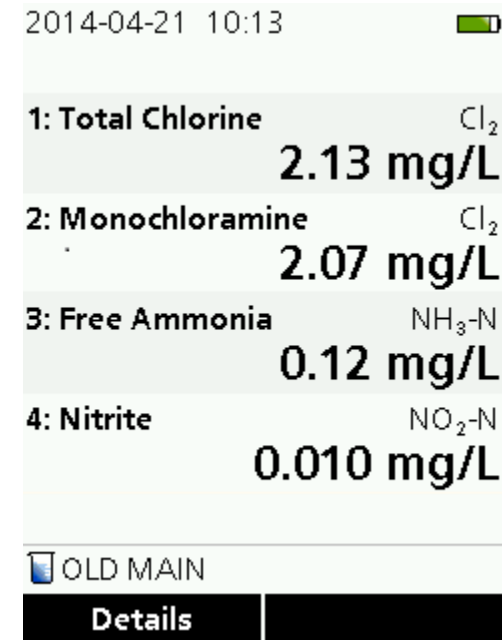 2014-04-21 10:13
1: Total Chlorine Cl₂
2.13 mg/L
2: Monochloramine Cl₂
2.07 mg/L
3: Free Ammonia NH₃-N
0.12 mg/L
4: Nitrite NO₂-N
0.010 mg/L
OLD MAIN
Details